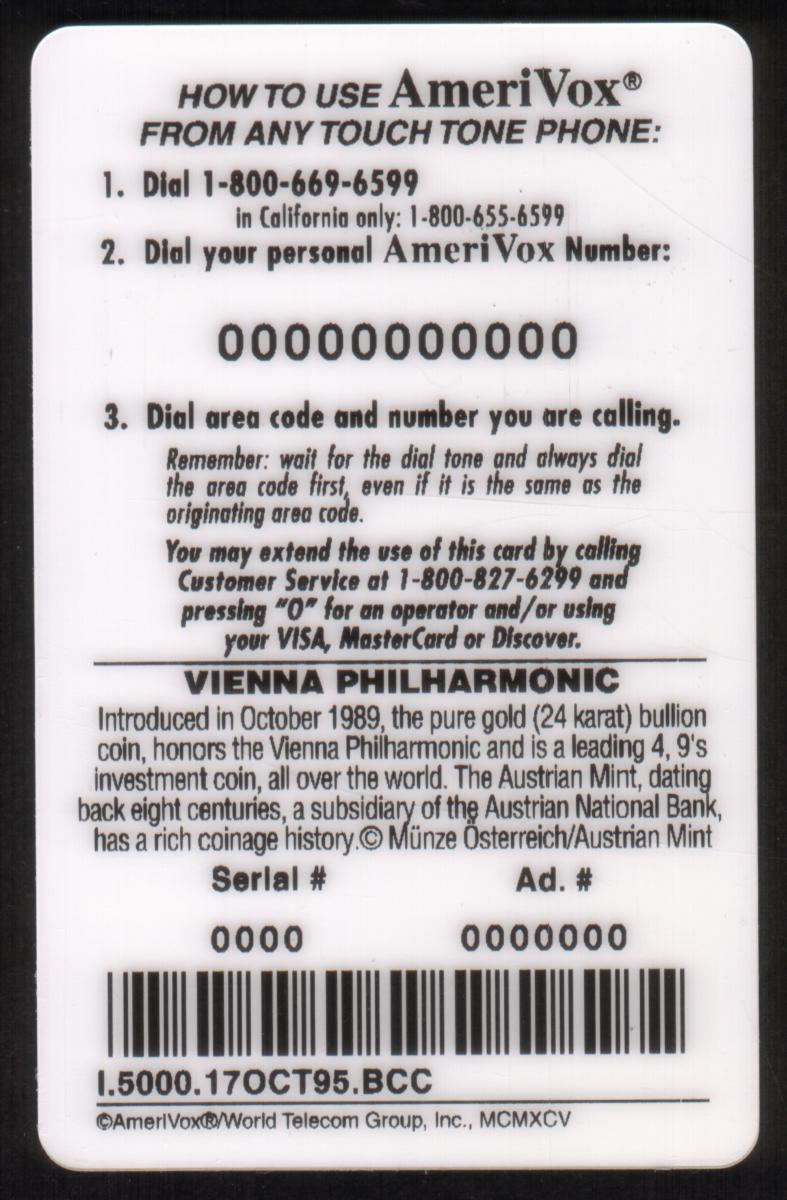 HOW TO USE AmeriVox®
FROM ANY TOUCH TONE PHONE:
1. Dial 1-800-669-6599
in California only: 1-800-655-6599
2. Dial your personal AmeriVox Number:
00000000000
3. Dial area code and number you are calling.
Remember: wait for the dial tone and always dial
the area code first, even if it is the same as the
originating area code.
You may extend the use of this card by calling
Customer Service at 1-800-827-6299 and
pressing "0" for an operator and/or using
your VISA, MasterCard or Discover.
VIENNA PHILHARMONIC
Introduced in October 1989, the pure gold (24 karat) bullion
coin, honors the Vienna Philharmonic and is a leading 4, 9's
investment coin, all over the world. The Austrian Mint, dating
back eight centuries, a subsidiary of the Austrian National Bank,
has a rich coinage history.© Münze Österreich/Austrian Mint
Serial # Ad. #
0000 0000000
I.5000.17OCT95.BCC
©AmeriVox®/World Telecom Group, Inc., MCMXCV